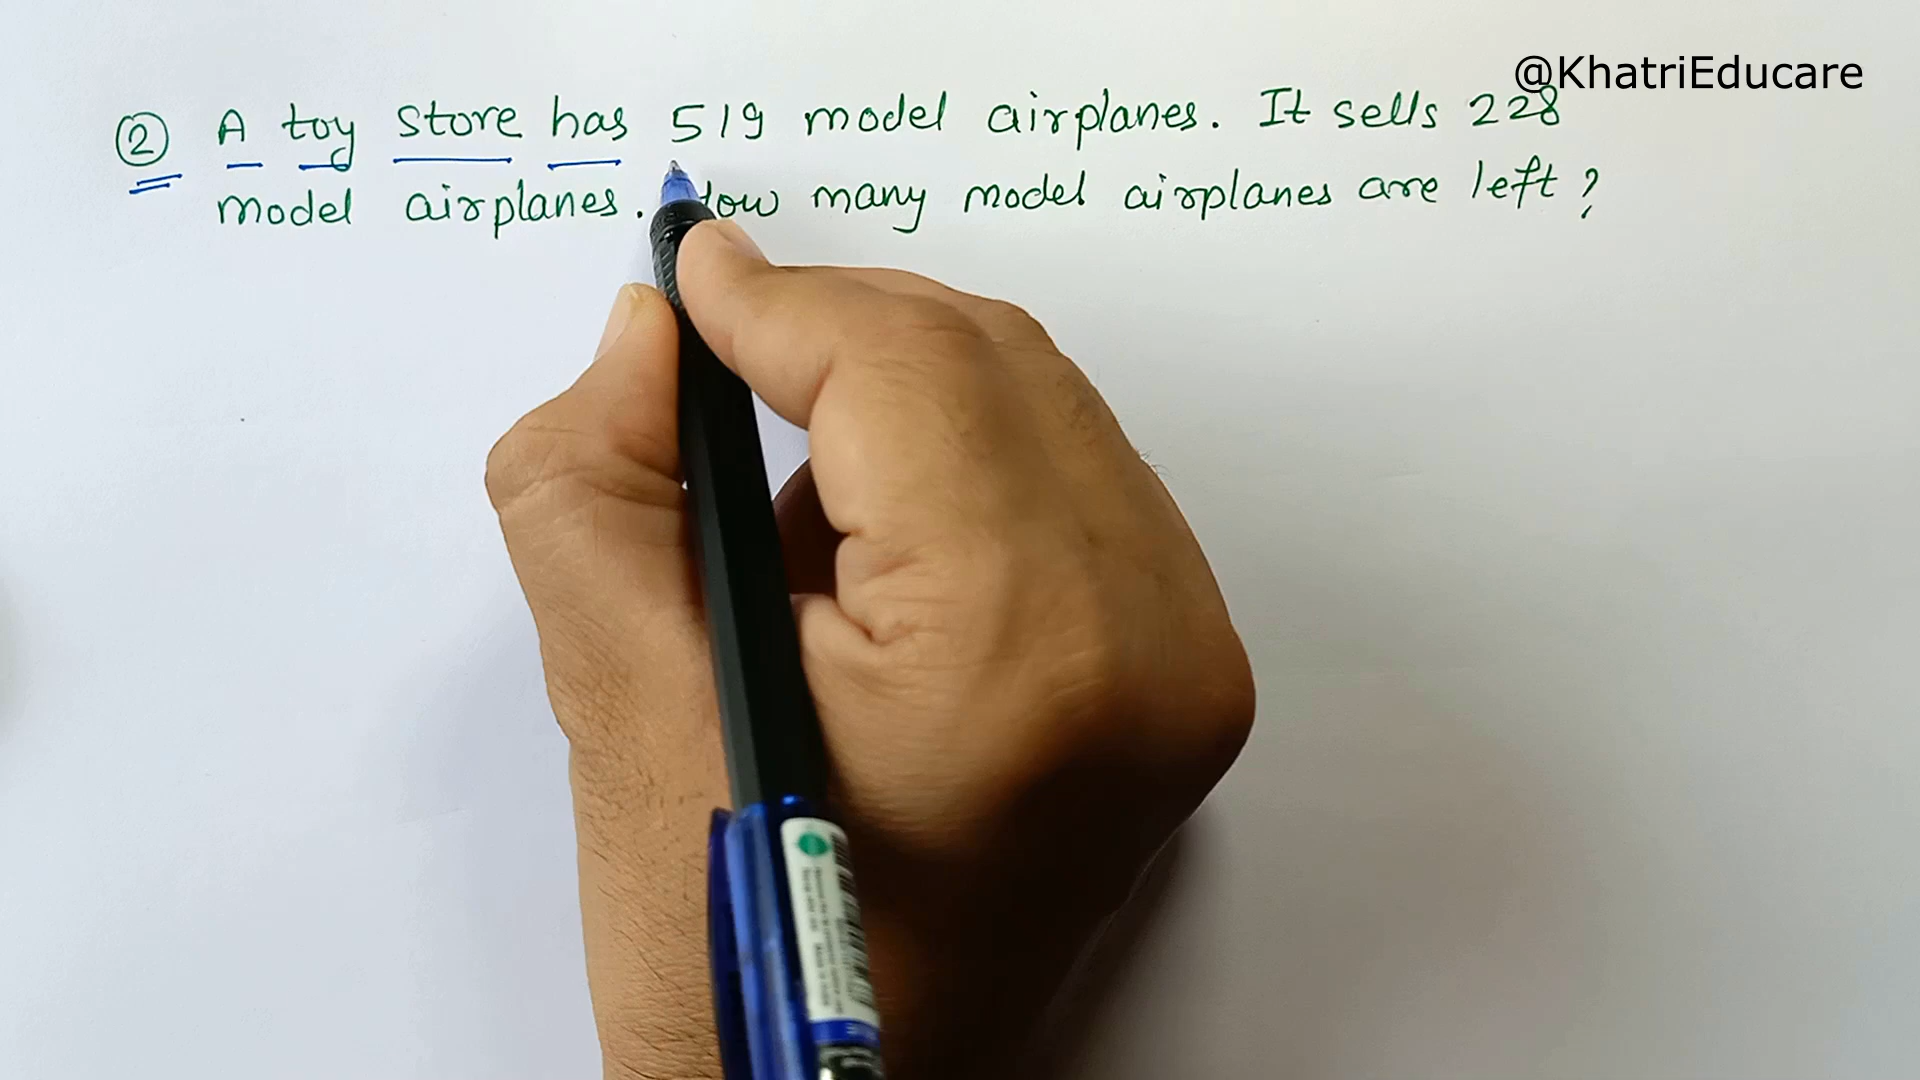 @KhatriEducare
② A toy store has 519 model airplanes. It sells 228
model airplanes. How many model airplanes are left?